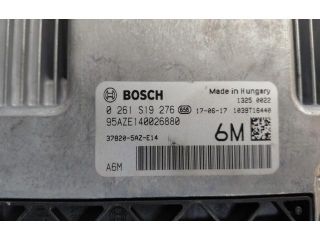 BOSCH
Made in Hungary
1325 0022
0 261 S19 276 656 17-06-17 1039T16440
95AZE140026880
6M
37820-5AZ-E14
A6M